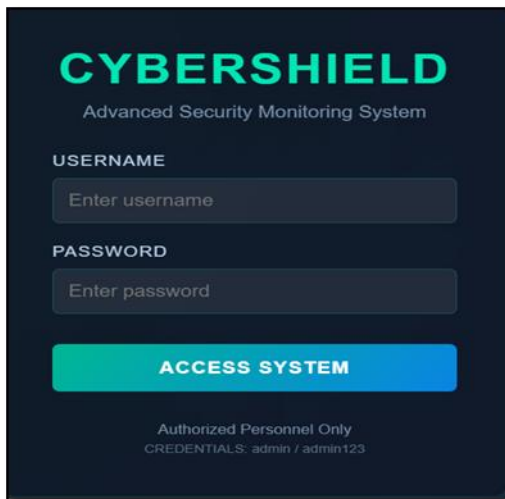 CYBERSHIELD
Advanced Security Monitoring System
USERNAME
Enter username
PASSWORD
Enter password
ACCESS SYSTEM
Authorized Personnel Only
CREDENTIALS: admin / admin123